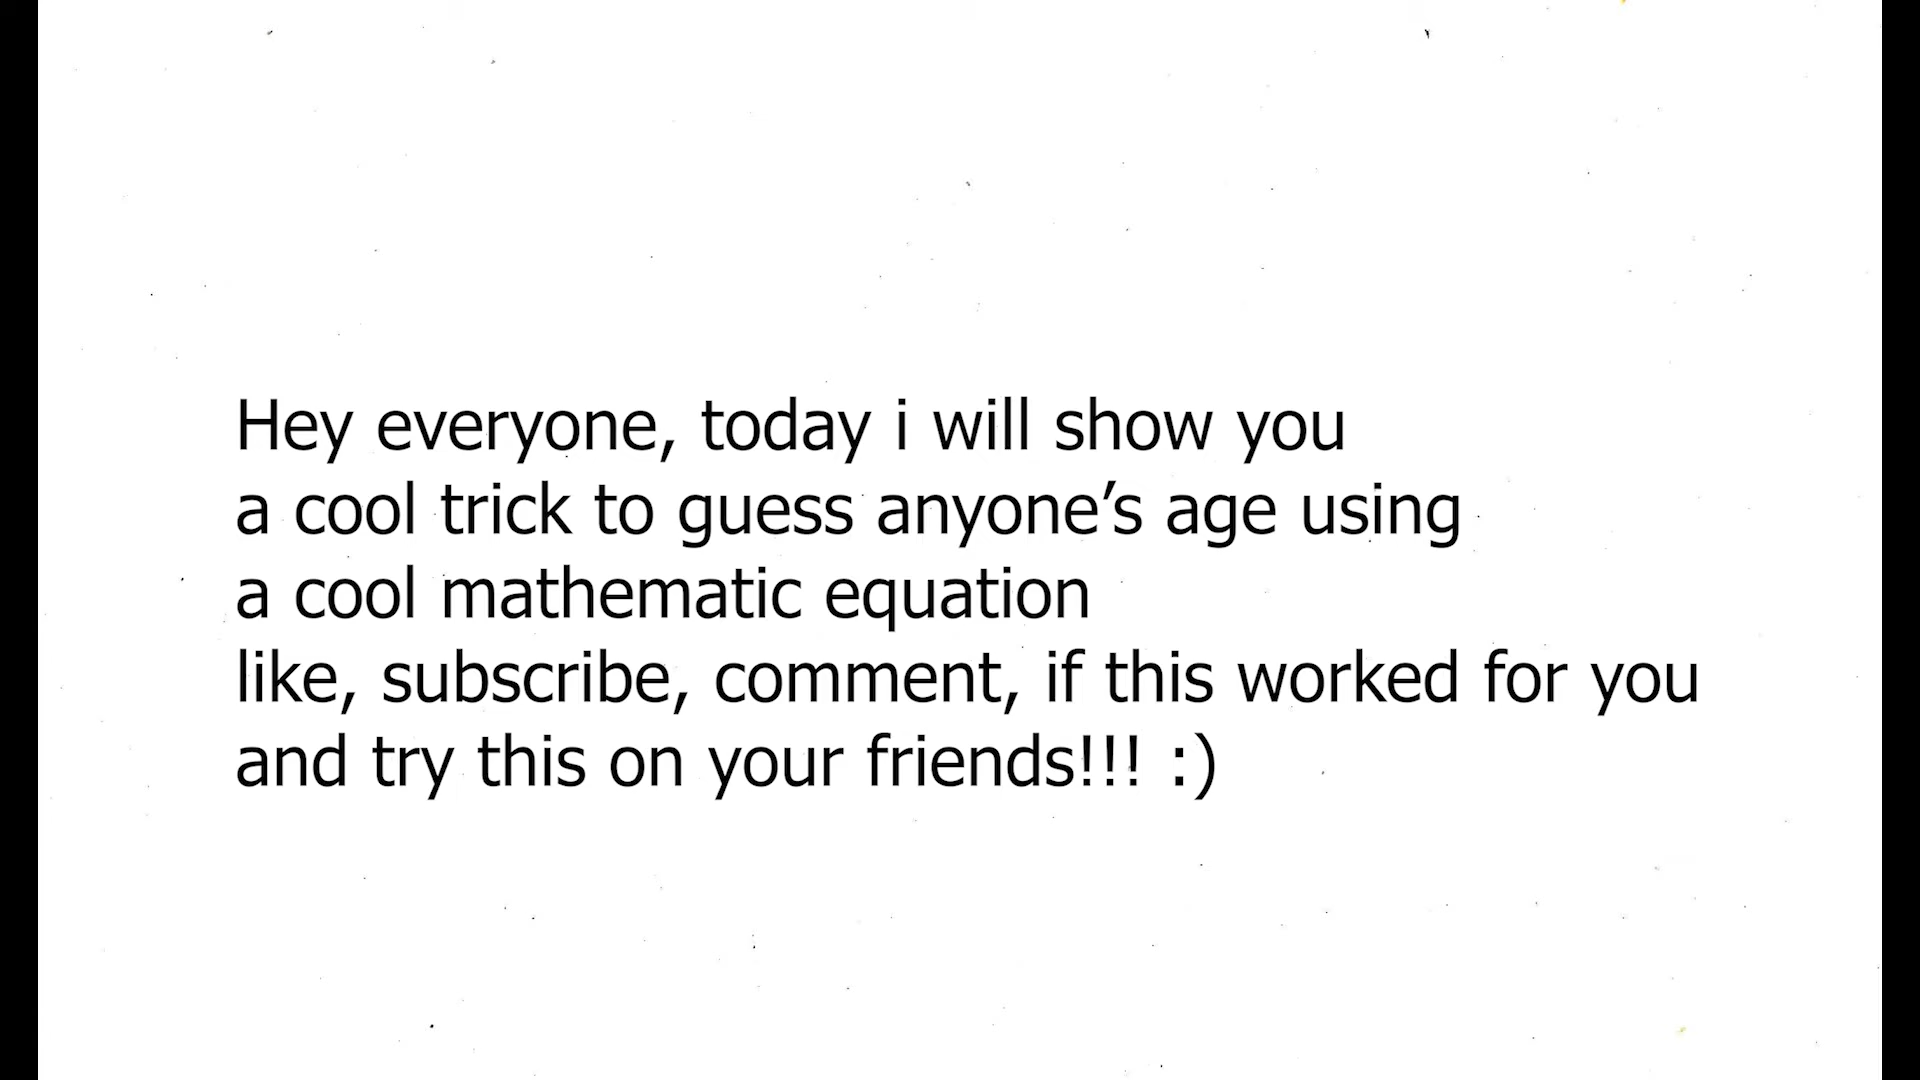 Hey everyone, today i will show you
a cool trick to guess anyone’s age using
a cool mathematic equation
like, subscribe, comment, if this worked for you
and try this on your friends!!! :)